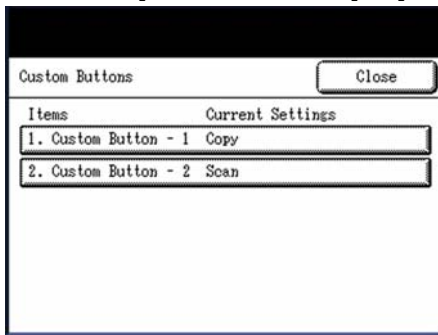 Custom Buttons Close
Items Current Settings
1. Custom Button - 1 Copy
2. Custom Button - 2 Scan